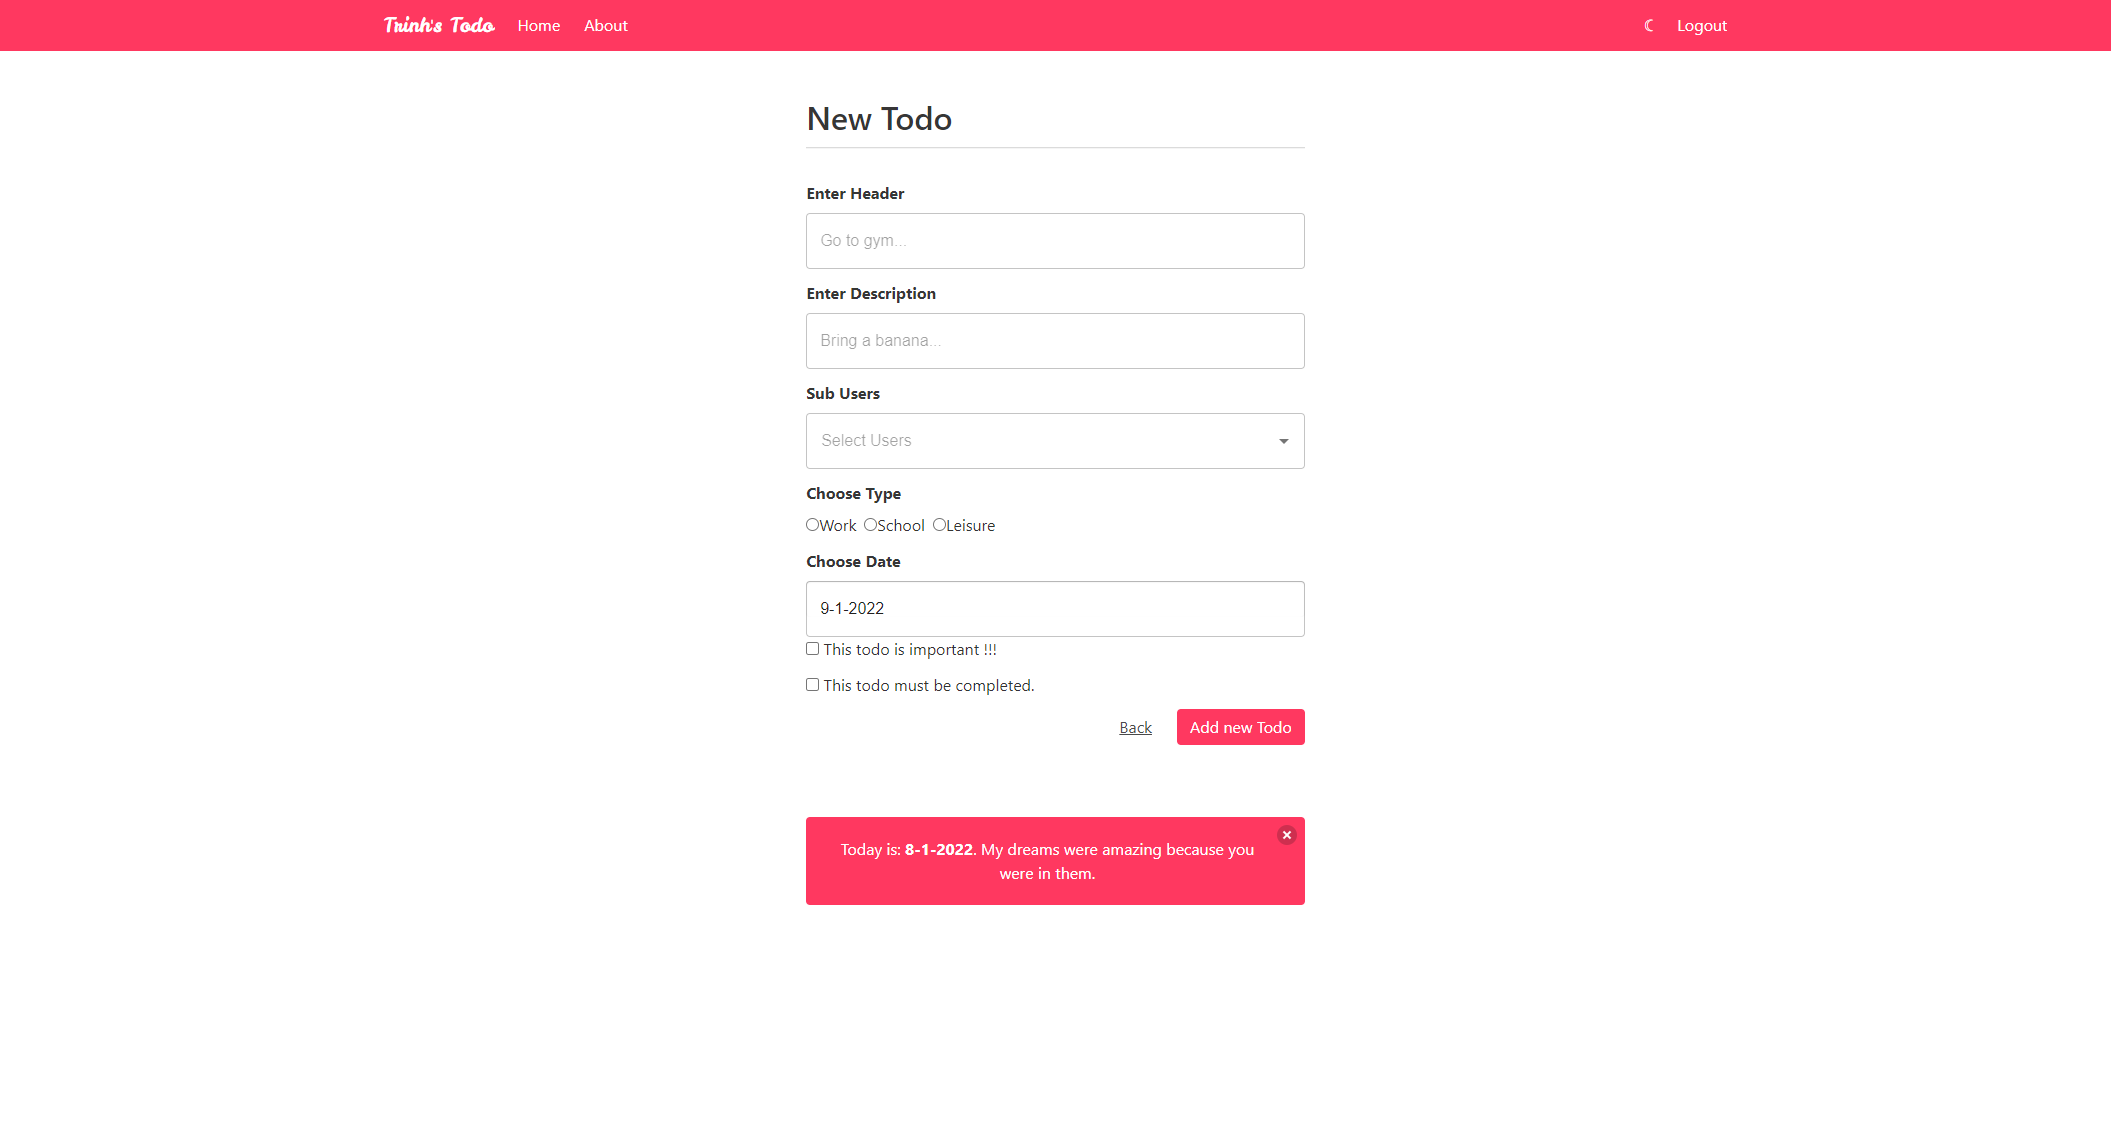 Trinh's Todo Home About Logout
New Todo
Enter Header
Go to gym...
Enter Description
Bring a banana...
Sub Users
Select Users
Choose Type
Work School Leisure
Choose Date
9-1-2022
This todo is important !!!
This todo must be completed.
Back Add new Todo
Today is: 8-1-2022. My dreams were amazing because you
were in them.